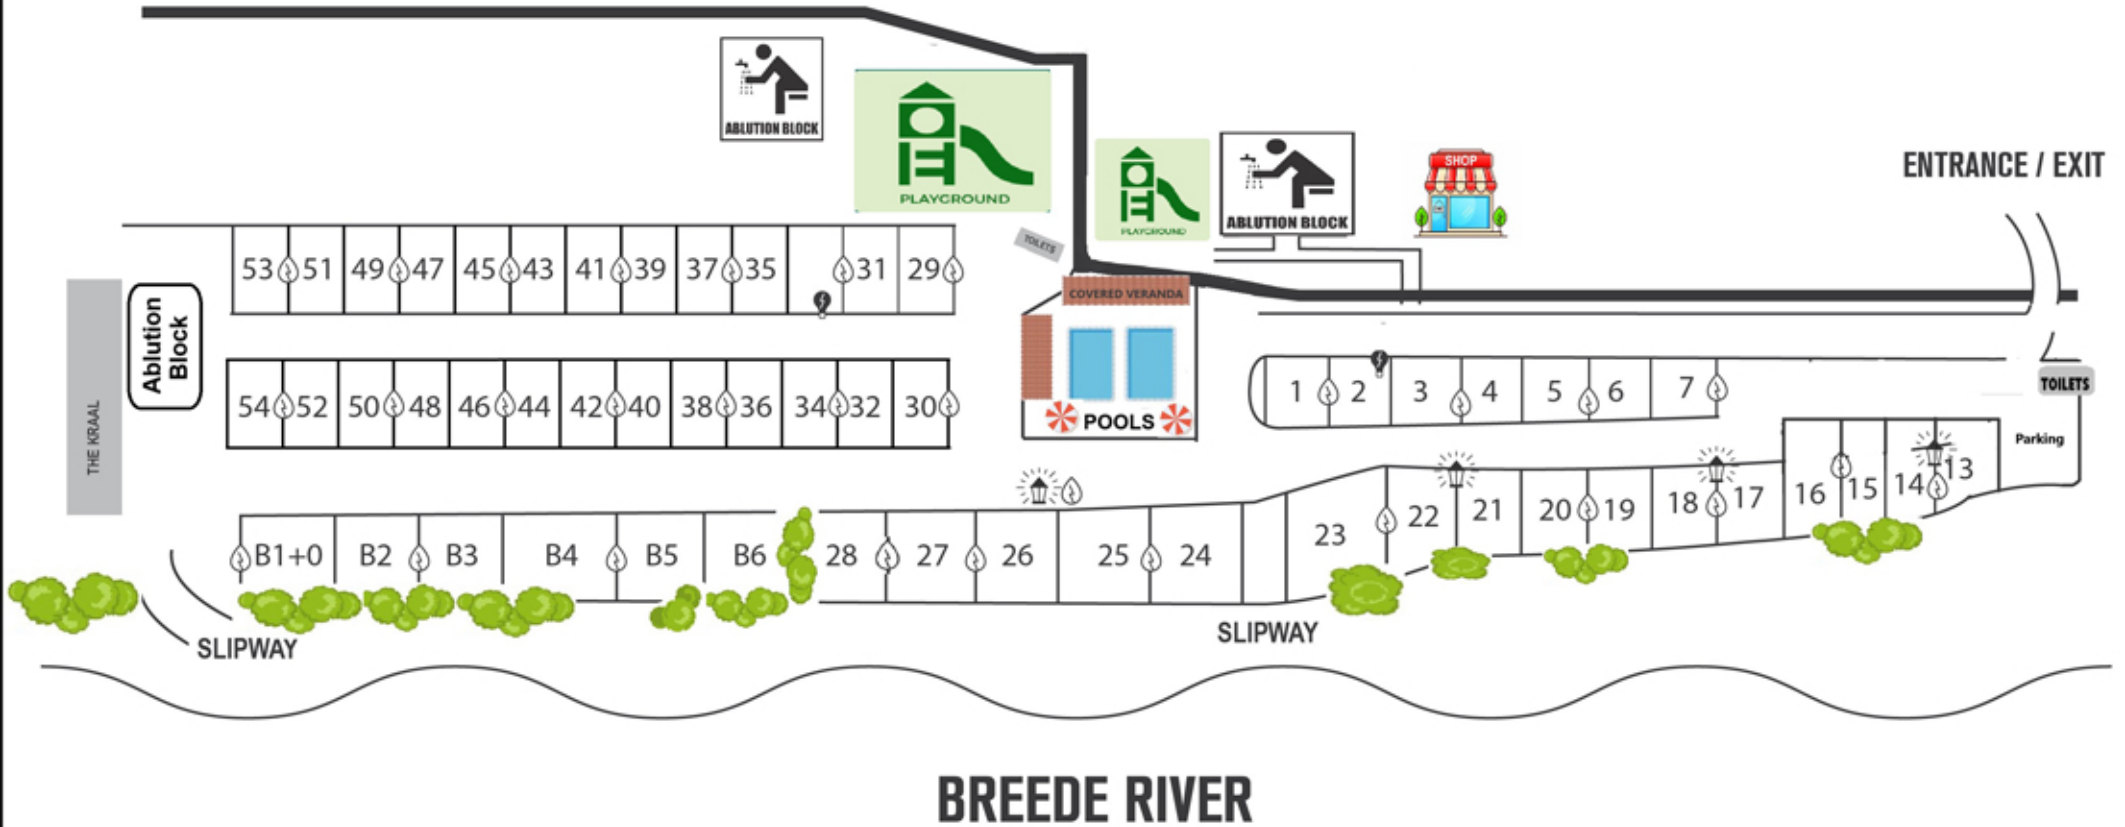 ABLUTION BLOCK
PLAYGROUND
PLAYGROUND
ABLUTION BLOCK
SHOP
ENTRANCE / EXIT
TOILETS
53 51 49 47 45 43 41 39 37 35 31 29
COVERED VERANDA
THE KRAAL
Ablution
Block
54 52 50 48 46 44 42 40 38 36 34 32 30
POOLS
1 2 3 4 5 6 7
TOILETS
Parking
23 22 21 20 19 18 17 16 15 14 13
B1+0 B2 B3 B4 B5 B6 28 27 26 25 24
SLIPWAY
SLIPWAY
BREEDE RIVER